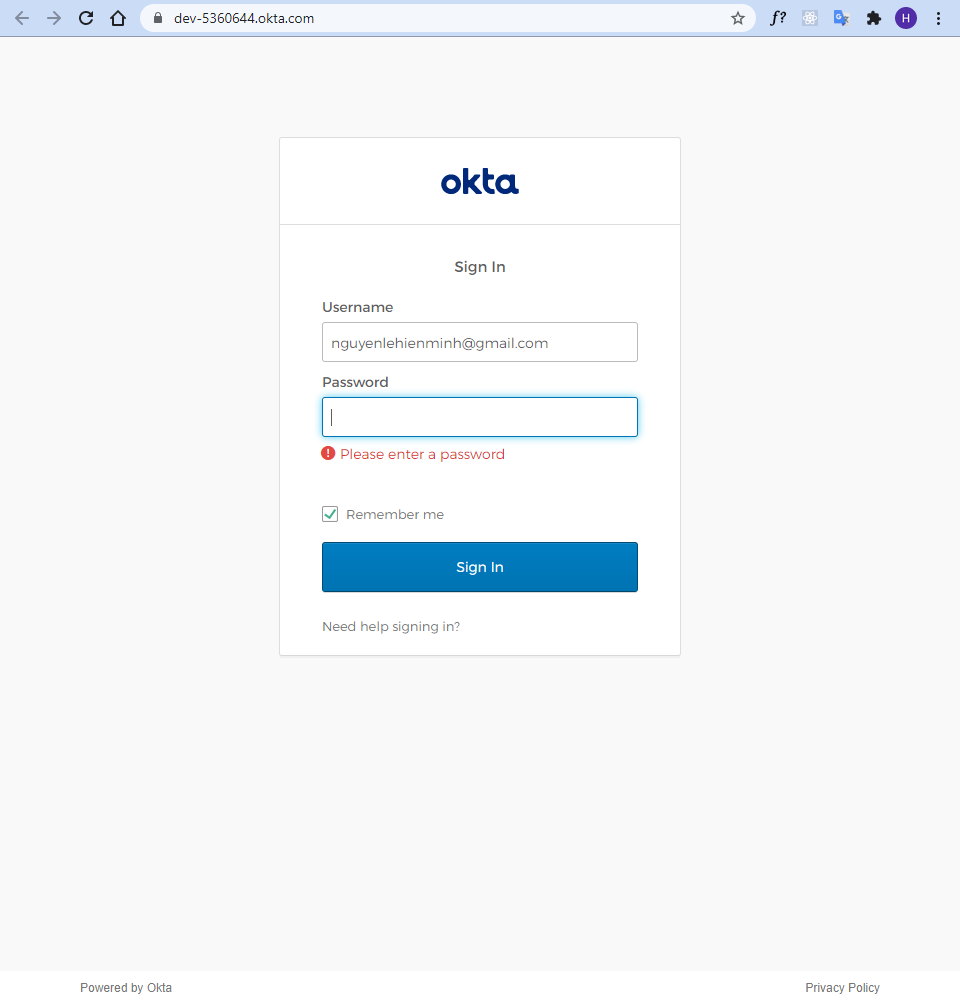 dev-5360644.okta.com
f?
H
okta
Sign In
Username
nguyenlehienminh@gmail.com
Password
Please enter a password
Remember me
Sign In
Need help signing in?
Powered by Okta
Privacy Policy